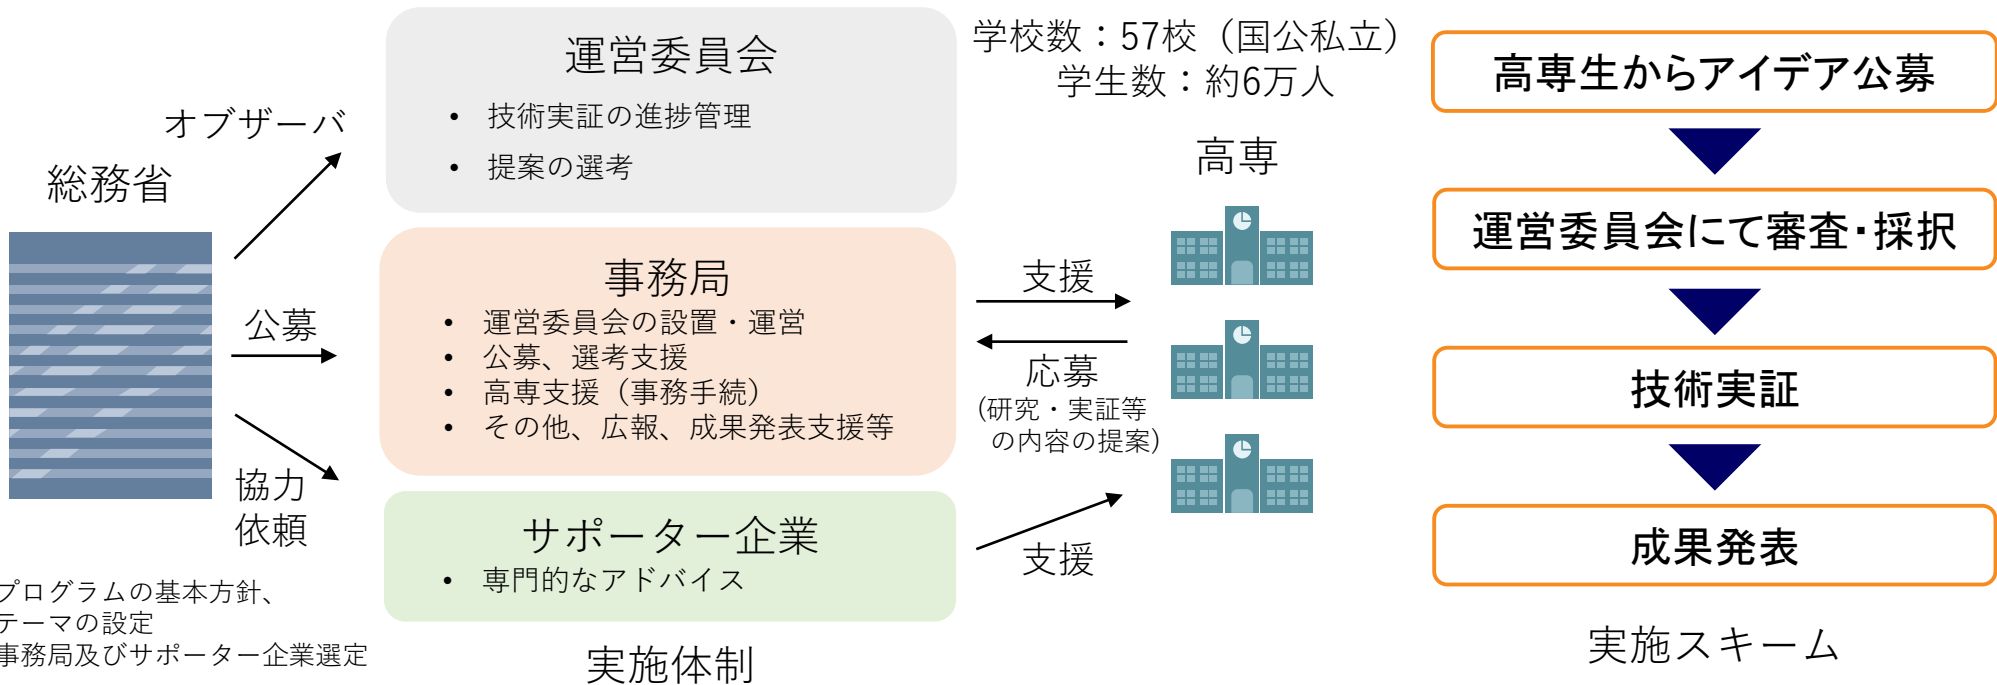 総務省
オブザーバ
公募
協力
依頼
プログラムの基本方針、
テーマの設定
事務局及びサポーター企業選定
運営委員会
• 技術実証の進捗管理
• 提案の選考
事務局
• 運営委員会の設置・運営
• 公募、選考支援
• 高専支援（事務手続）
• その他、広報、成果発表支援等
サポーター企業
• 専門的なアドバイス
実施体制
学校数：57校（国公私立）
学生数：約6万人
高専
支援
応募
(研究・実証等
の内容の提案)
支援
高専生からアイデア公募
運営委員会にて審査・採択
技術実証
成果発表
実施スキーム